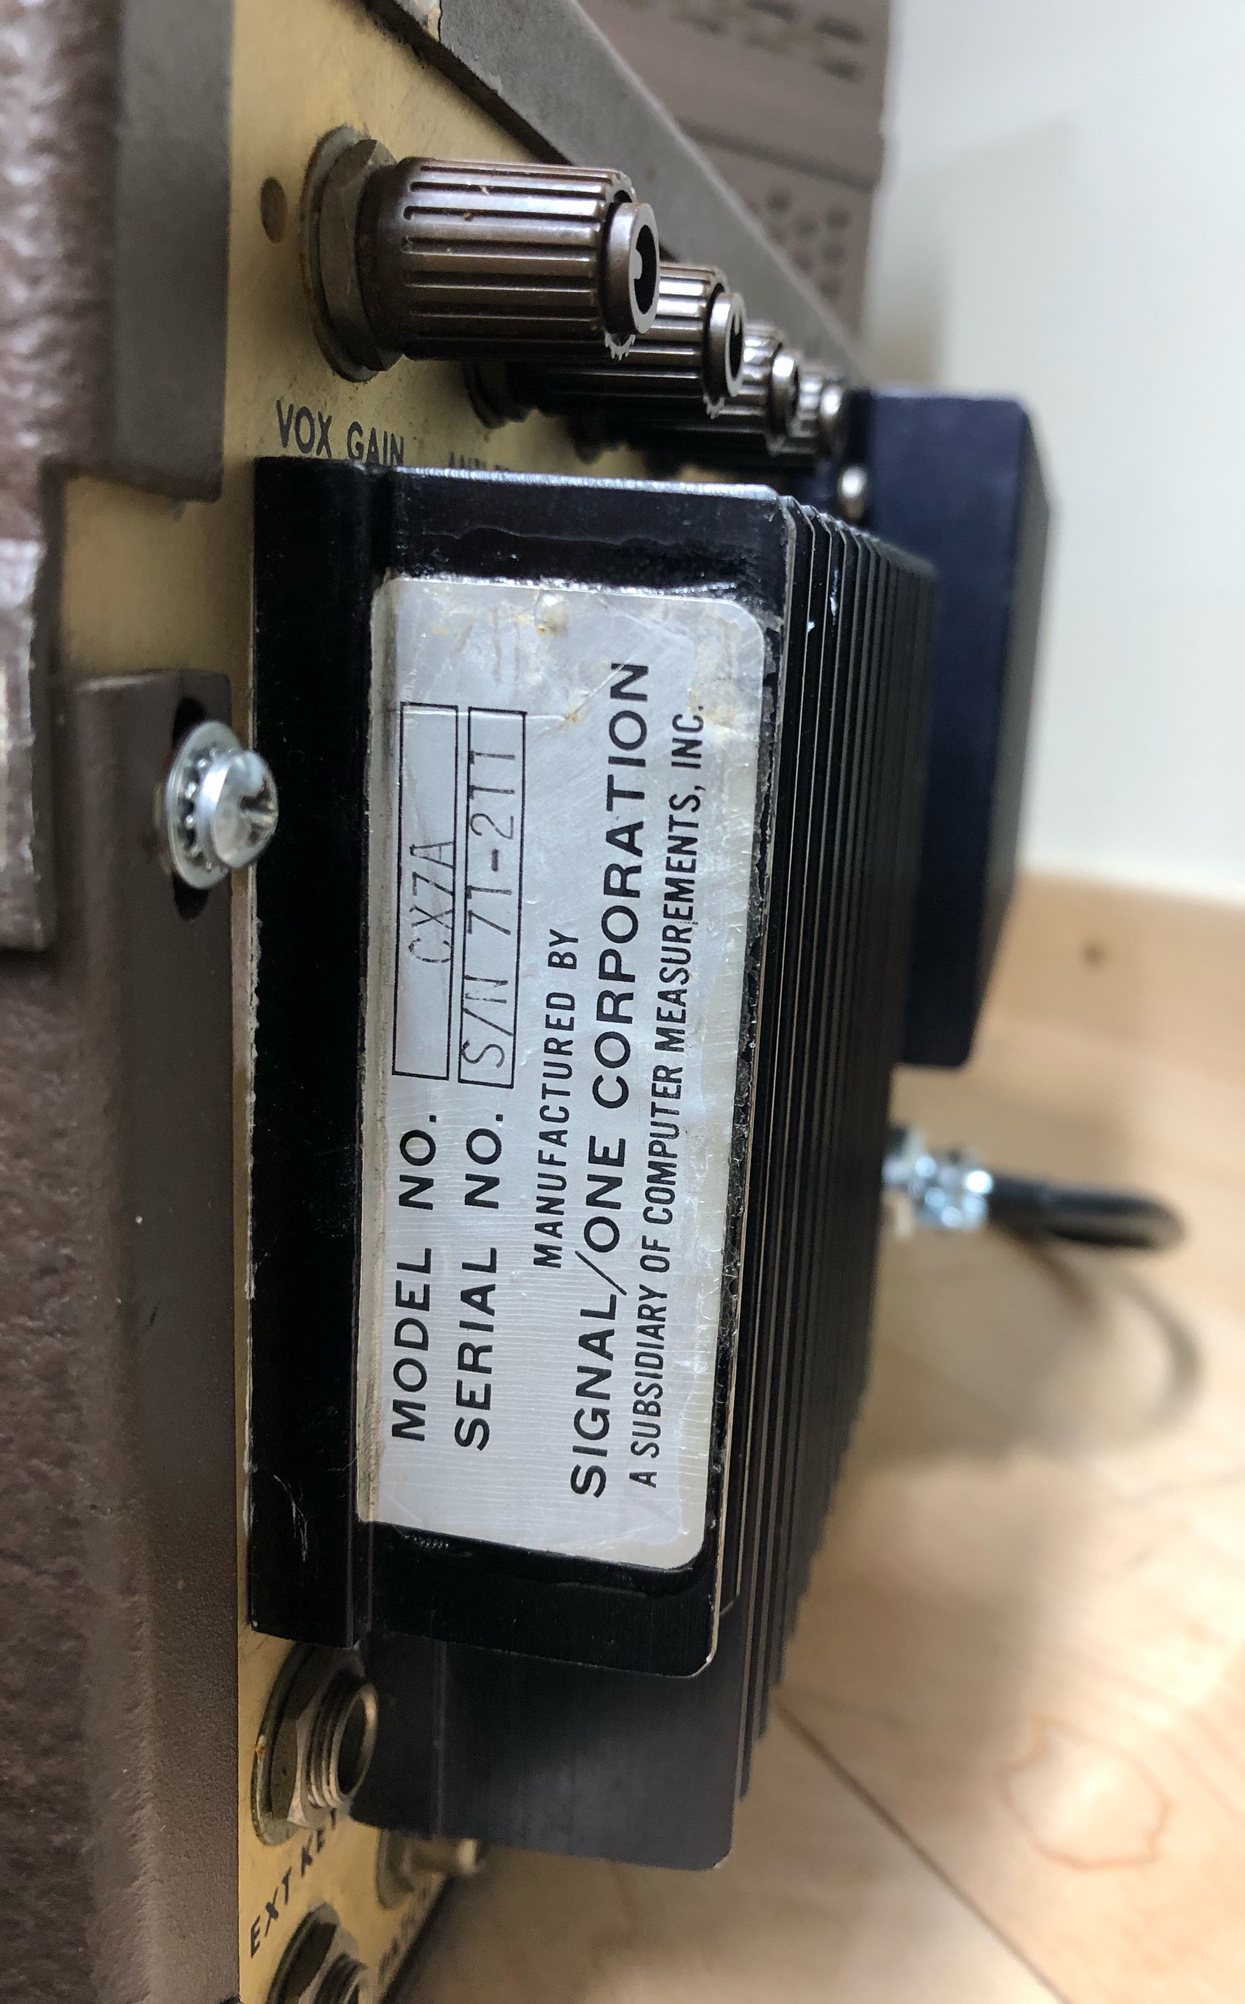 MODEL NO. CX7A
SERIAL NO. S/N 71-211
MANUFACTURED BY
SIGNAL/ONE CORPORATION
A SUBSIDIARY OF COMPUTER MEASUREMENTS, INC.
VOX GAIN
EXT KEY